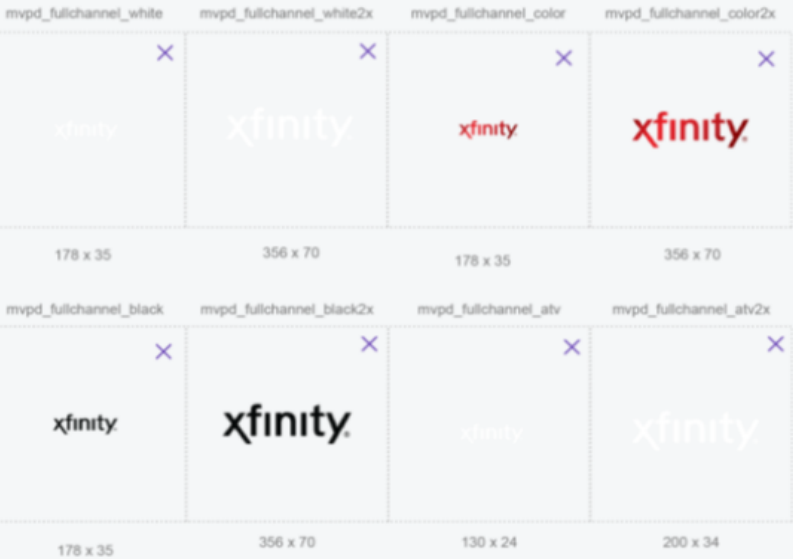 mvpd_fullchannel_white mvpd_fullchannel_white2x mvpd_fullchannel_color mvpd_fullchannel_color2x
xfinity xfinity xfinity xfinity
178 x 35 356 x 70 178 x 35 356 x 70
mvpd_fullchannel_black mvpd_fullchannel_black2x mvpd_fullchannel_atv mvpd_fullchannel_atv2x
xfinity xfinity xfinity xfinity
178 x 35 356 x 70 130 x 24 200 x 34